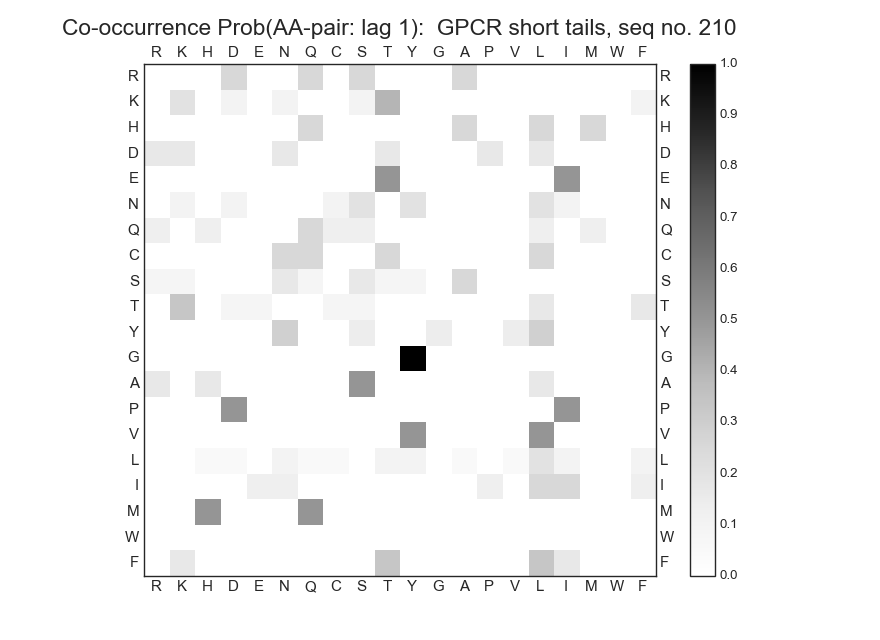 Co-occurrence Prob(AA-pair: lag 1):  GPCR short tails, seq no. 210
R K H D E N Q C S T Y G A P V L I M W F
R R
K K
H H
D D
E E
N N
Q Q
C C
S S
T T
Y Y
G G
A A
P P
V V
L L
I I
M M
W W
F F
R K H D E N Q C S T Y G A P V L I M W F
1.0
0.9
0.8
0.7
0.6
0.5
0.4
0.3
0.2
0.1
0.0